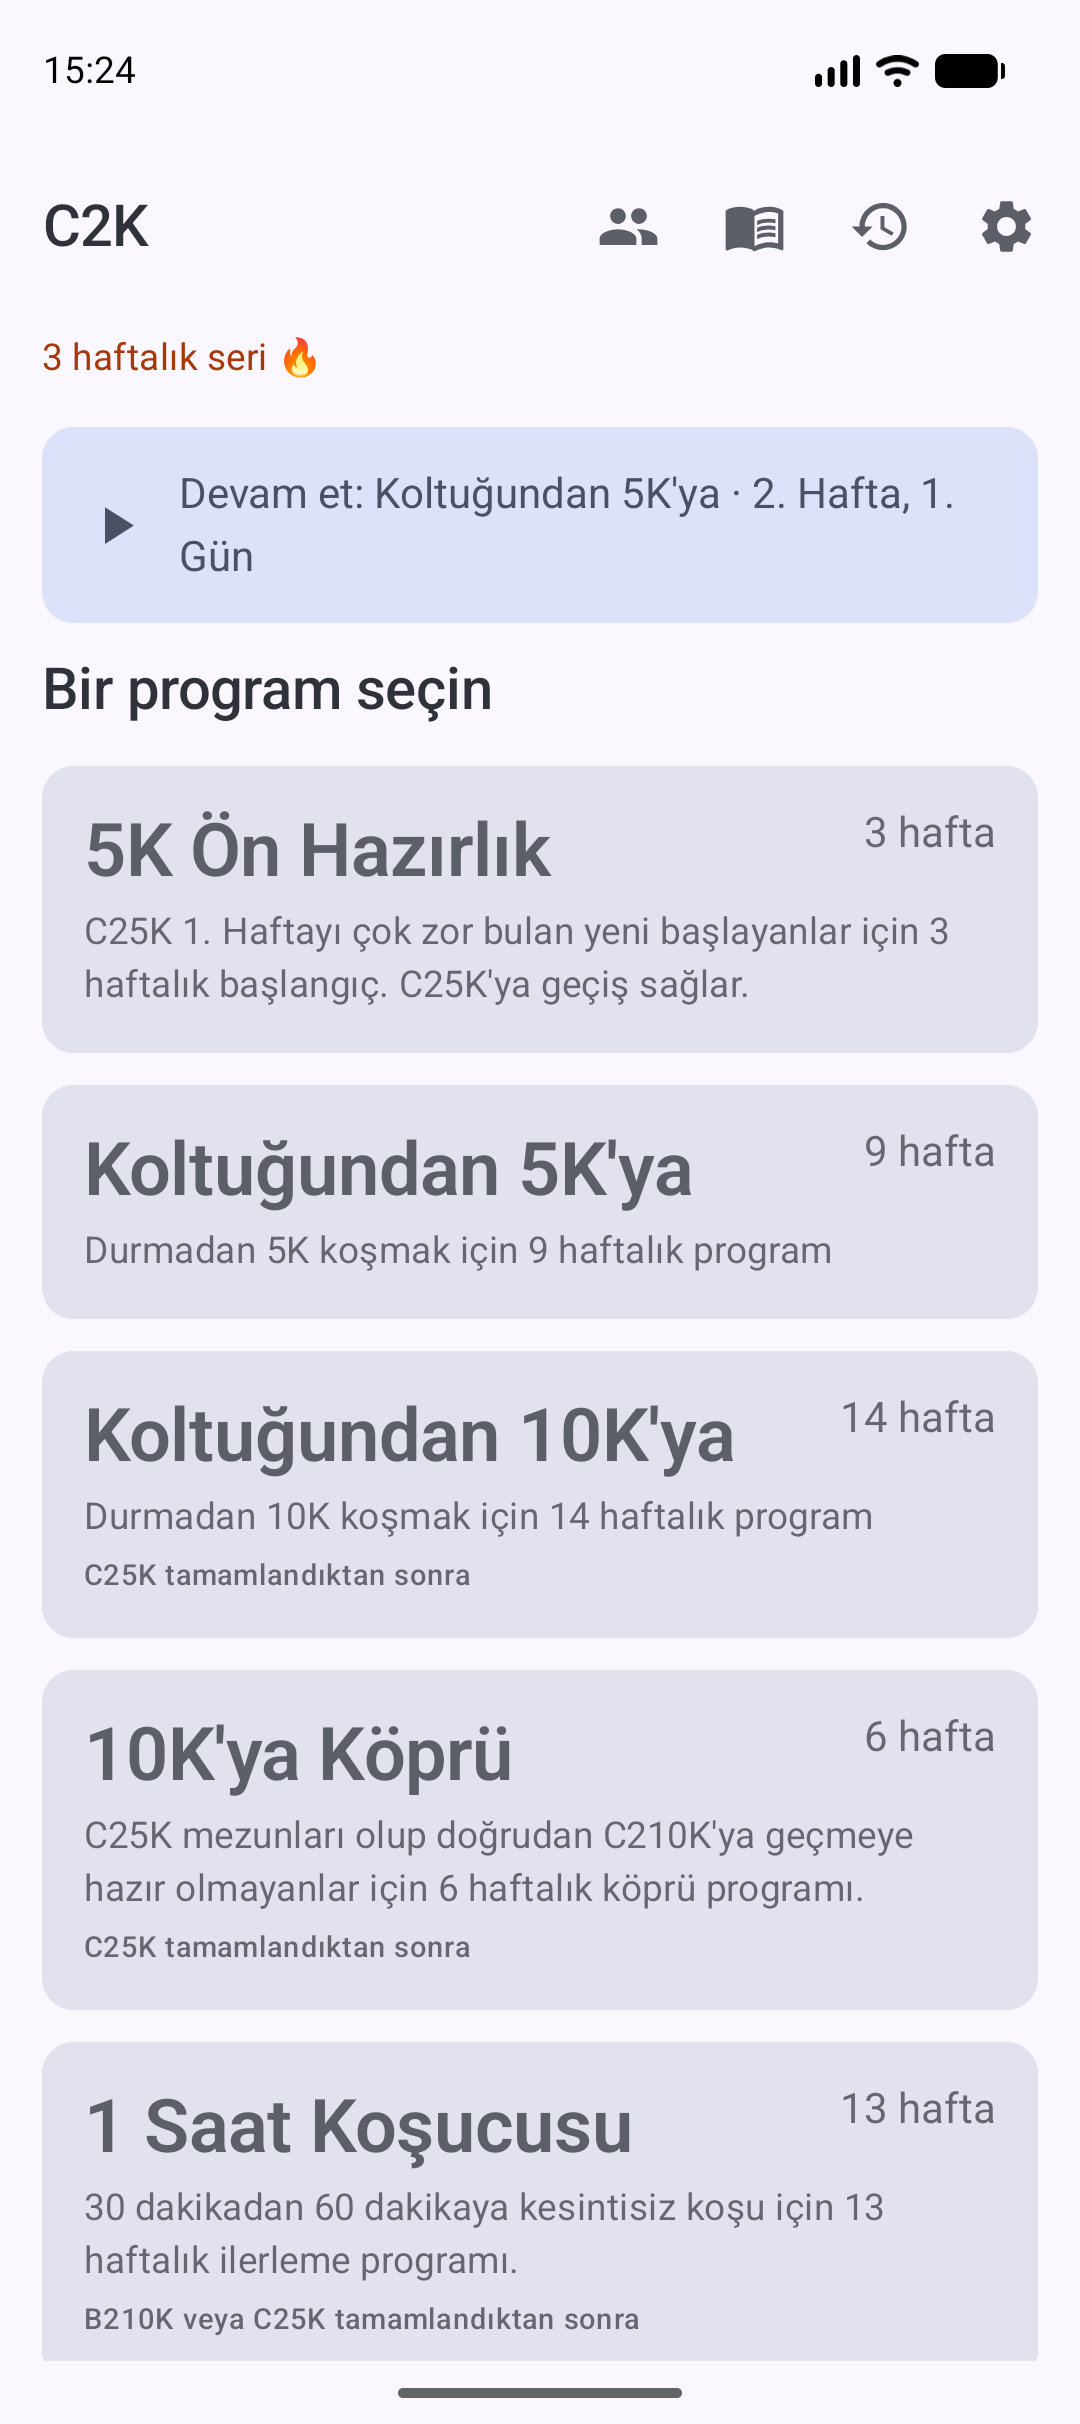 15:24
C2K
3 haftalık seri 🔥
Devam et: Koltuğundan 5K'ya · 2. Hafta, 1.
Gün
Bir program seçin
5K Ön Hazırlık
3 hafta
C25K 1. Haftayı çok zor bulan yeni başlayanlar için 3
haftalık başlangıç. C25K'ya geçiş sağlar.
Koltuğundan 5K'ya
9 hafta
Durmadan 5K koşmak için 9 haftalık program
Koltuğundan 10K'ya
14 hafta
Durmadan 10K koşmak için 14 haftalık program
C25K tamamlandıktan sonra
10K'ya Köprü
6 hafta
C25K mezunları olup doğrudan C210K'ya geçmeye
hazır olmayanlar için 6 haftalık köprü programı.
C25K tamamlandıktan sonra
1 Saat Koşucusu
13 hafta
30 dakikadan 60 dakikaya kesintisiz koşu için 13
haftalık ilerleme programı.
B210K veya C25K tamamlandıktan sonra